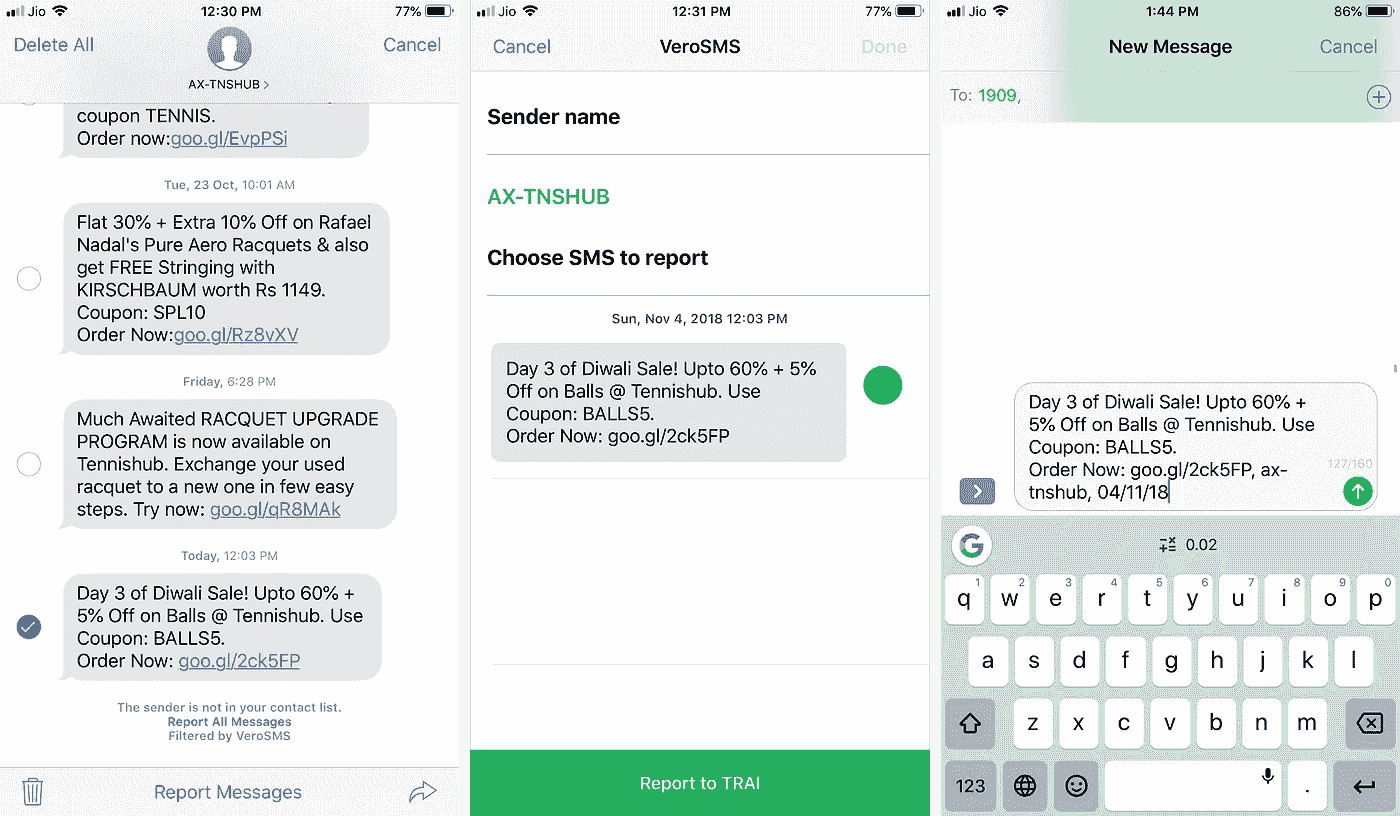 Jio 12:30 PM 77%
Delete All Cancel
AX-TNSHUB >
coupon TENNIS.
Order now:goo.gl/EvpPSi
Tue, 23 Oct, 10:01 AM
Flat 30% + Extra 10% Off on Rafael
Nadal's Pure Aero Racquets & also
get FREE Stringing with
KIRSCHBAUM worth Rs 1149.
Coupon: SPL10
Order Now:goo.gl/Rz8vXV
Friday, 6:28 PM
Much Awaited RACQUET UPGRADE
PROGRAM is now available on
Tennishub. Exchange your used
racquet to a new one in few easy
steps. Try now: goo.gl/qR8MAk
Today, 12:03 PM
Day 3 of Diwali Sale! Upto 60% +
5% Off on Balls @ Tennishub. Use
Coupon: BALLS5.
Order Now: goo.gl/2ck5FP
The sender is not in your contact list.
Report All Messages
Filtered by VeroSMS
Report Messages
Jio 12:31 PM 77%
Cancel VeroSMS Done
Sender name
AX-TNSHUB
Choose SMS to report
Sun, Nov 4, 2018 12:03 PM
Day 3 of Diwali Sale! Upto 60% + 5%
Off on Balls @ Tennishub. Use
Coupon: BALLS5.
Order Now: goo.gl/2ck5FP
Report to TRAI
Jio 1:44 PM 86%
New Message Cancel
To: 1909,
Day 3 of Diwali Sale! Upto 60% +
5% Off on Balls @ Tennishub. Use
Coupon: BALLS5.
Order Now: goo.gl/2ck5FP, ax-
tnshub, 04/11/18
127/160
G 0.02
q 1 w 2 e 3 r 4 t 5 y 6 u 7 i 8 o 9 p 0
a s d f g h j k l
z x c v b n m
123 .